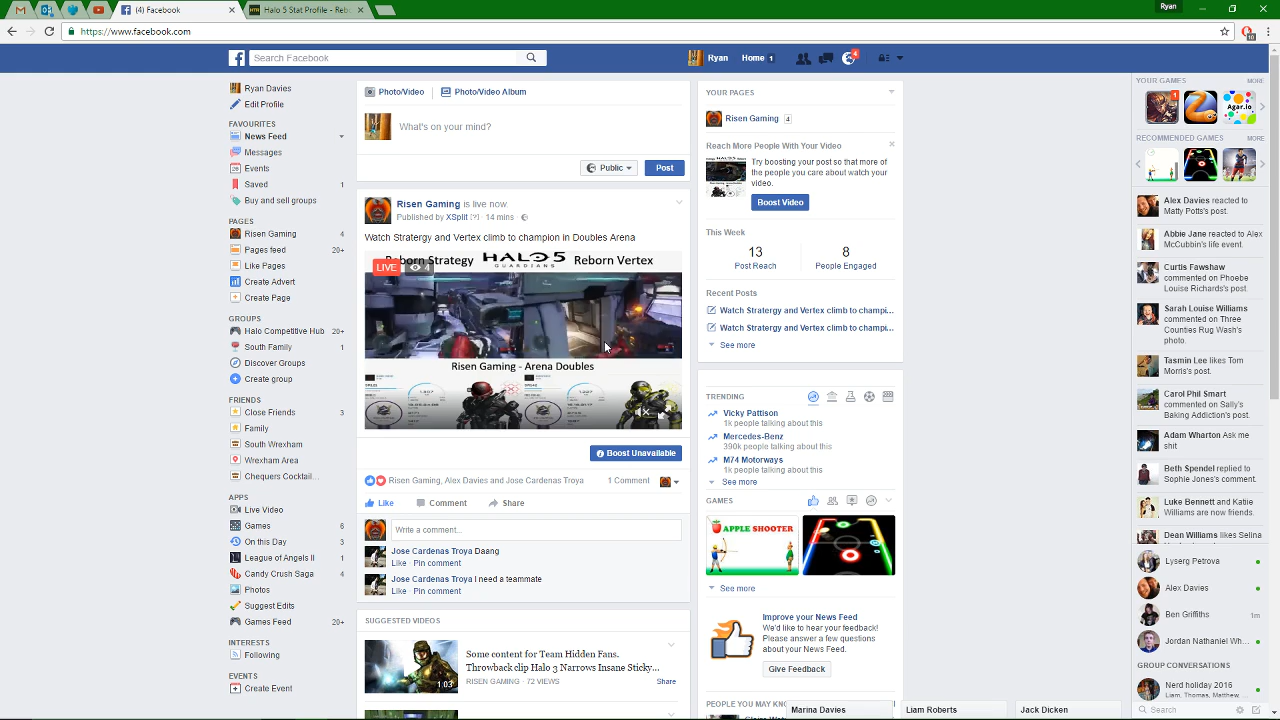 Ryan
(4) Facebook
Halo 5 Stat Profile - Reb
https://www.facebook.com
Search Facebook
Ryan
Home 1
4
Ryan Davies
Edit Profile
FAVOURITES
News Feed
Messages
Events
Saved 1
Buy and sell groups
PAGES
Risen Gaming 4
Pages feed 20+
Like Pages
Create Advert
Create Page
GROUPS
Halo Competitive Hub 20+
South Family 1
Discover Groups
Create group
FRIENDS
Close Friends 3
Family
South Wrexham
Wrexham Area
Chequers Cocktail...
APPS
Live Video
Games 6
On this Day 3
League of Angels II 1
Candy Crush Saga 4
Photos
Suggest Edits
Games Feed 20+
INTERESTS
Following
EVENTS
Create Event
Photo/Video
Photo/Video Album
What's on your mind?
Public
Post
Risen Gaming is live now.
Published by XSplit [?] · 14 mins ·
Watch Stratergy and Vertex climb to champion in Doubles Arena
Reborn Strategy HALO 5 GUARDIANS Reborn Vertex
LIVE 4
Risen Gaming - Arena Doubles
Boost Unavailable
Risen Gaming, Alex Davies and Jose Cardenas Troya
1 Comment
Like Comment Share
Write a comment...
Jose Cardenas Troya Daang
Like · Pin comment
Jose Cardenas Troya I need a teammate
Like · Pin comment
SUGGESTED VIDEOS
Some content for Team Hidden Fans.
Throwback clip Halo 3 Narrows Insane Sticky...
RISEN GAMING · 72 VIEWS
Share
1:03
YOUR PAGES
Risen Gaming 4
Reach More People With Your Video
Try boosting your post so that more of
the people you care about watch your
video.
Boost Video
This Week
13
Post Reach
8
People Engaged
Recent Posts
Watch Stratergy and Vertex climb to champi...
Watch Stratergy and Vertex climb to champi...
See more
TRENDING
Vicky Pattison
1k people talking about this
Mercedes-Benz
390k people talking about this
M74 Motorways
1k people talking about this
See more
GAMES
APPLE SHOOTER
See more
Improve your News Feed
We'd like to hear your feedback!
Please answer a few questions
about your News Feed.
Give Feedback
PEOPLE YOU MAY KNOW
Marina Davies
Liam Roberts
Jack Dicken
YOUR GAMES
MORE
Agar.io
RECOMMENDED GAMES
MORE
Alex Davies reacted to
Matty Potts's post.
Abbie Jane reacted to Alex
McCubbin's life event.
Curtis Fawshaw
commented on Phoebe
Louise Richards's post.
Sarah Louise Williams
commented on Three
Counties Rug Wash's
photo.
Tasmin Lee likes Tom
Morris's post.
Carol Phil Smart
commented on Sally's
Baking Addiction's post.
Adam Wharton Ask me
shit
Beth Spendel replied to
Sophie Jones's comment.
Luke Bennett and
Williams are now friends.
Dean Williams likes Selina
Lyserg Petrova
Alex Davies
Ben Griffiths 1m
Jordan Nathaniel Wh...
GROUP CONVERSATIONS
Nerd holiday 2016
Liam, Thomas, Matthew,...
Search